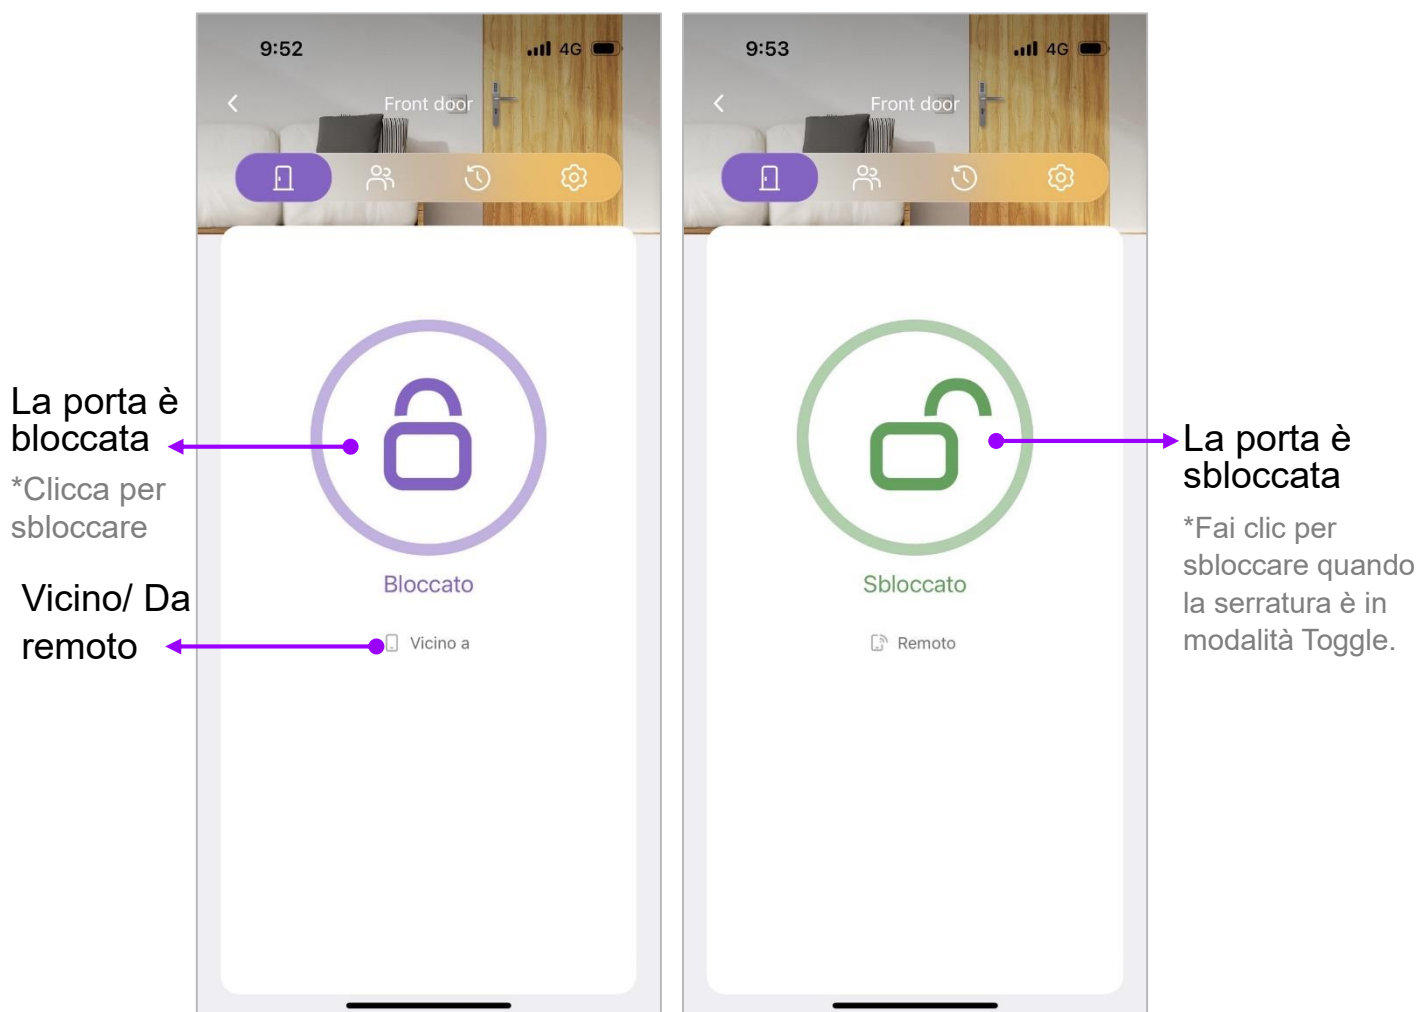 9:52
4G
Front door
La porta è
bloccata
*Clicca per
sbloccare
Bloccato
Vicino/ Da
remoto
Vicino a
9:53
4G
Front door
Sbloccato
Remoto
La porta è
sbloccata
*Fai clic per
sbloccare quando
la serratura è in
modalità Toggle.